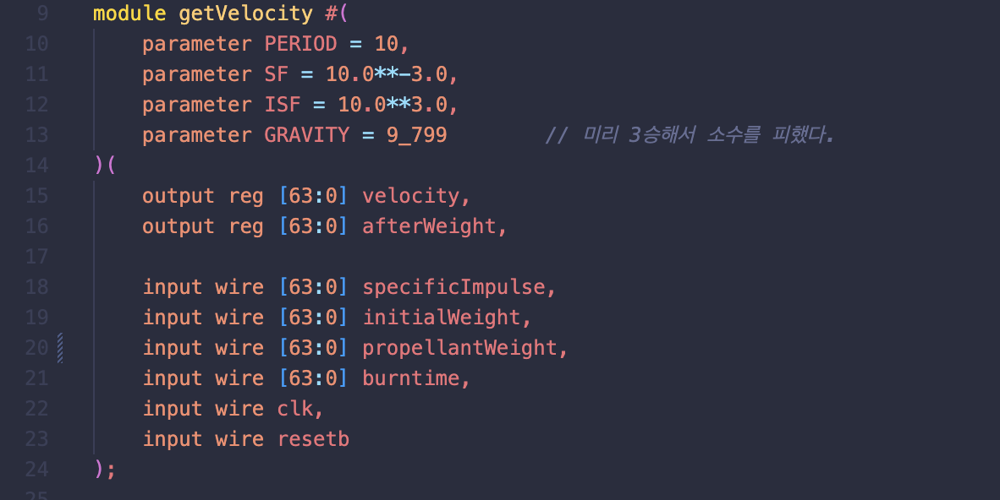 9 module getVelocity #(
10 parameter PERIOD = 10,
11 parameter SF = 10.0**-3.0,
12 parameter ISF = 10.0**3.0,
13 parameter GRAVITY = 9_799 // 미리 3승해서 소수를 피했다.
14 )(
15 output reg [63:0] velocity,
16 output reg [63:0] afterWeight,
17
18 input wire [63:0] specificImpulse,
19 input wire [63:0] initialWeight,
20 input wire [63:0] propellantWeight,
21 input wire [63:0] burntime,
22 input wire clk,
23 input wire resetb
24 );
25